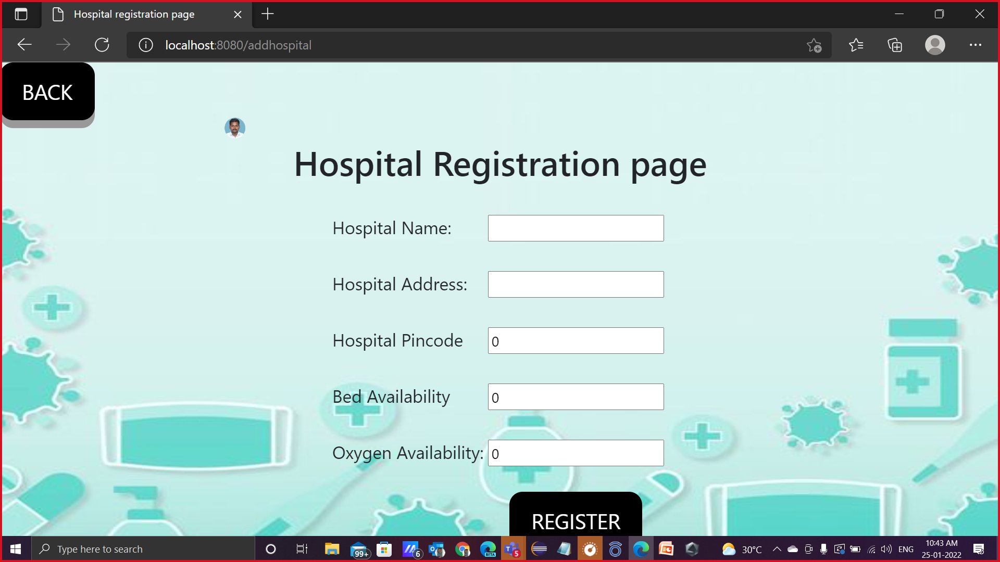 Hospital registration page
localhost:8080/addhospital
BACK
Hospital Registration page
Hospital Name:
Hospital Address:
Hospital Pincode 0
Bed Availability 0
Oxygen Availability: 0
REGISTER
Type here to search
99+
6
BETA
5
30°C
ENG
10:43 AM
25-01-2022